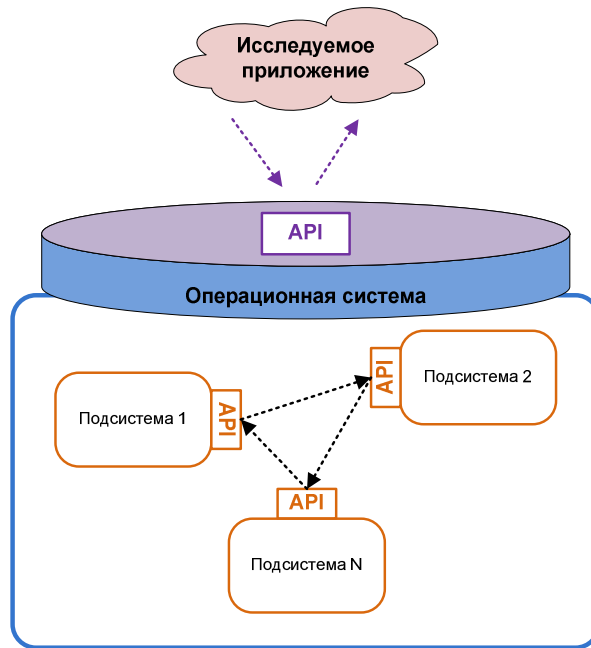 Исследуемое
приложение
API
Операционная система
API
Подсистема 2
Подсистема 1
API
API
Подсистема N